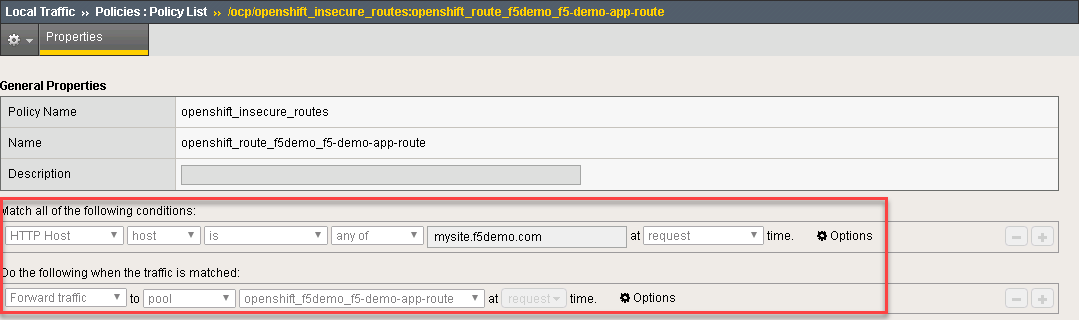 Local Traffic ›› Policies : Policy List ›› /ocp/openshift_insecure_routes:openshift_route_f5demo_f5-demo-app-route
Properties
General Properties
Policy Name openshift_insecure_routes
Name openshift_route_f5demo_f5-demo-app-route
Description
Match all of the following conditions:
HTTP Host host is any of mysite.f5demo.com at request time. Options
Do the following when the traffic is matched:
Forward traffic to pool openshift_f5demo_f5-demo-app-route at request time. Options